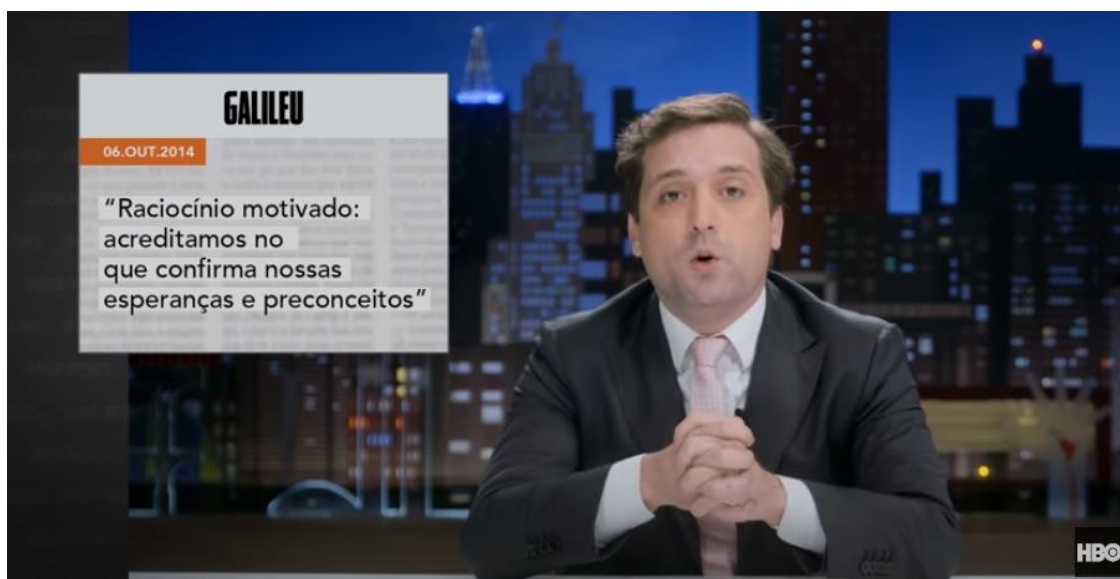 GALILEU
06.OUT.2014
“Raciocínio motivado:
acreditamos no
que confirma nossas
esperanças e preconceitos”
HBO